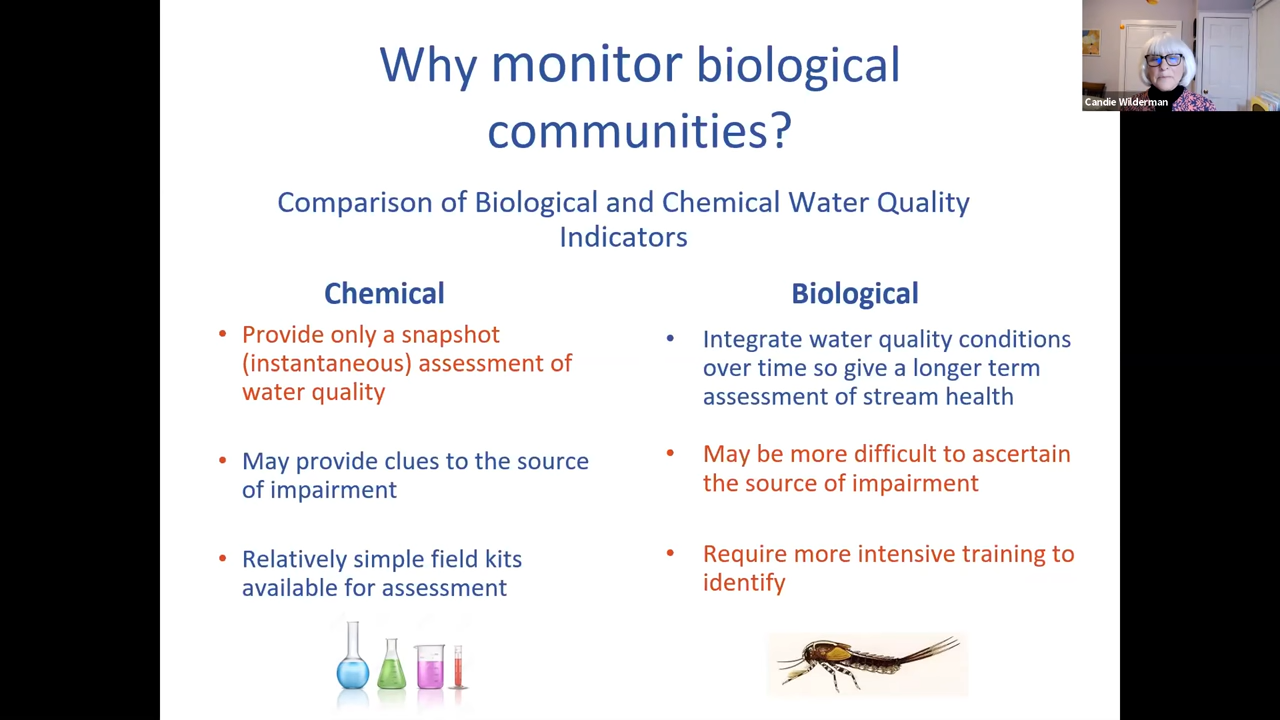 Why monitor biological
communities?
Comparison of Biological and Chemical Water Quality
Indicators
Chemical
• Provide only a snapshot
(instantaneous) assessment of
water quality
• May provide clues to the source
of impairment
• Relatively simple field kits
available for assessment
Biological
• Integrate water quality conditions
over time so give a longer term
assessment of stream health
• May be more difficult to ascertain
the source of impairment
• Require more intensive training to
identify
Candie Wilderman